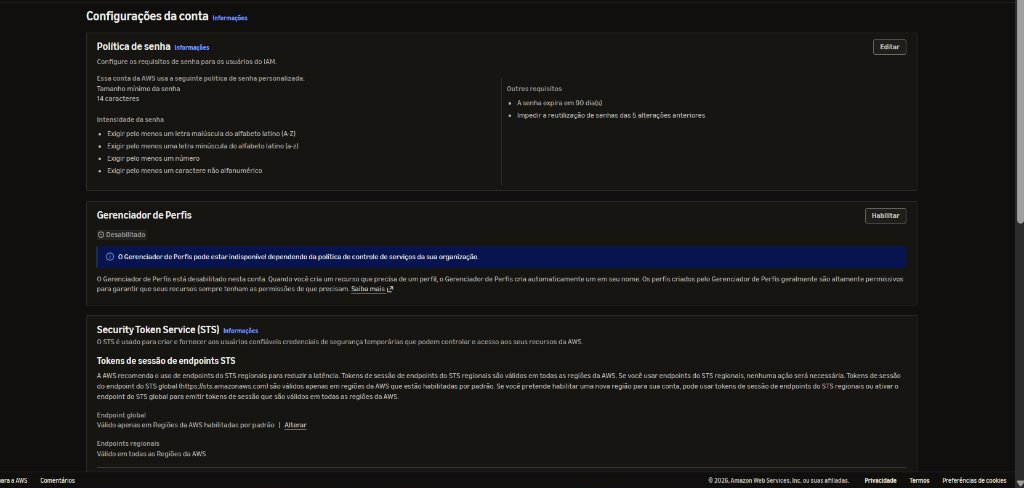 Configurações da conta Informações
Política de senha Informações
Editar
Configure os requisitos de senha para os usuários do IAM.
Essa conta da AWS usa a seguinte política de senha personalizada:
Tamanho mínimo da senha
14 caracteres
Intensidade da senha
Exigir pelo menos um letra maiúscula do alfabeto latino (A-Z)
Exigir pelo menos uma letra minúscula do alfabeto latino (a-z)
Exigir pelo menos um número
Exigir pelo menos um caractere não alfanumérico
Outros requisitos
A senha expira em 90 dia(s)
Impedir a reutilização de senhas das 5 alterações anteriores
Gerenciador de Perfis
Habilitar
Desabilitado
O Gerenciador de Perfis pode estar indisponível dependendo da política de controle de serviços da sua organização.
O Gerenciador de Perfis está desabilitado nesta conta. Quando você cria um recurso que precisa de um perfil, o Gerenciador de Perfis cria automaticamente um em seu nome. Os perfis criados pelo Gerenciador de Perfis geralmente são altamente permissivos
para garantir que seus recursos sempre tenham as permissões de que precisam. Saiba mais
Security Token Service (STS) Informações
O STS é usado para criar e fornecer aos usuários confiáveis credenciais de segurança temporárias que podem controlar o acesso aos seus recursos da AWS.
Tokens de sessão de endpoints STS
A AWS recomenda o uso de endpoints do STS regionais para reduzir a latência. Tokens de sessão de endpoints do STS regionais são válidos em todas as regiões da AWS. Se você usar endpoints do STS regionais, nenhuma ação será necessária. Tokens de sessão
do endpoint do STS global (https://sts.amazonaws.com) são válidos apenas em regiões da AWS que estão habilitadas por padrão. Se você pretende habilitar uma nova região para sua conta, pode usar tokens de sessão de endpoints do STS regionais ou ativar o
endpoint do STS global para emitir tokens de sessão que são válidos em todas as regiões da AWS.
Endpoint global
Válido apenas em Regiões da AWS habilitadas por padrão | Alterar
Endpoints regionais
Válido em todas as Regiões da AWS
para a AWS Comentários © 2026, Amazon Web Services, Inc. ou suas afiliadas. Privacidade Termos Preferências de cookies